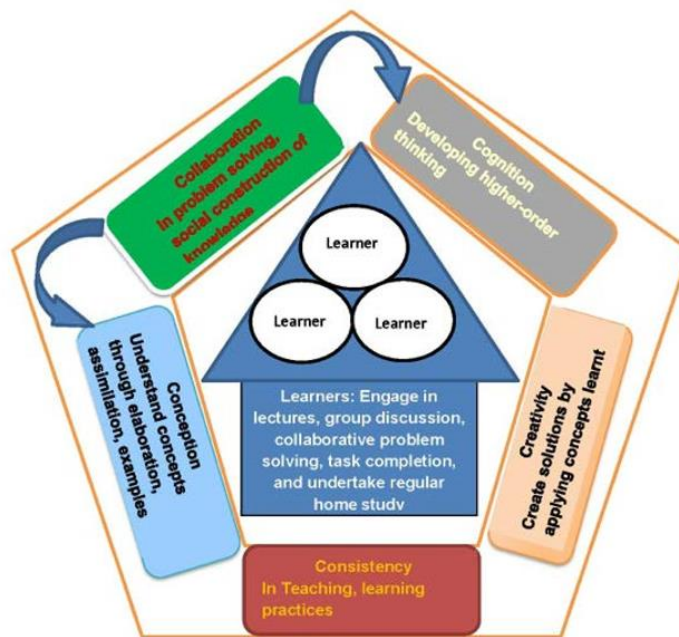 Collaboration
In problem solving,
social construction of
knowledge
Cognition
Developing higher-order
thinking
Learner
Learner
Learner
Conception
Understand concepts
through elaboration,
assimilation, examples
Learners: Engage in
lectures, group discussion,
collaborative problem
solving, task completion,
and undertake regular
home study
Creativity
Create solutions by
applying concepts learnt
Consistency
In Teaching, learning
practices